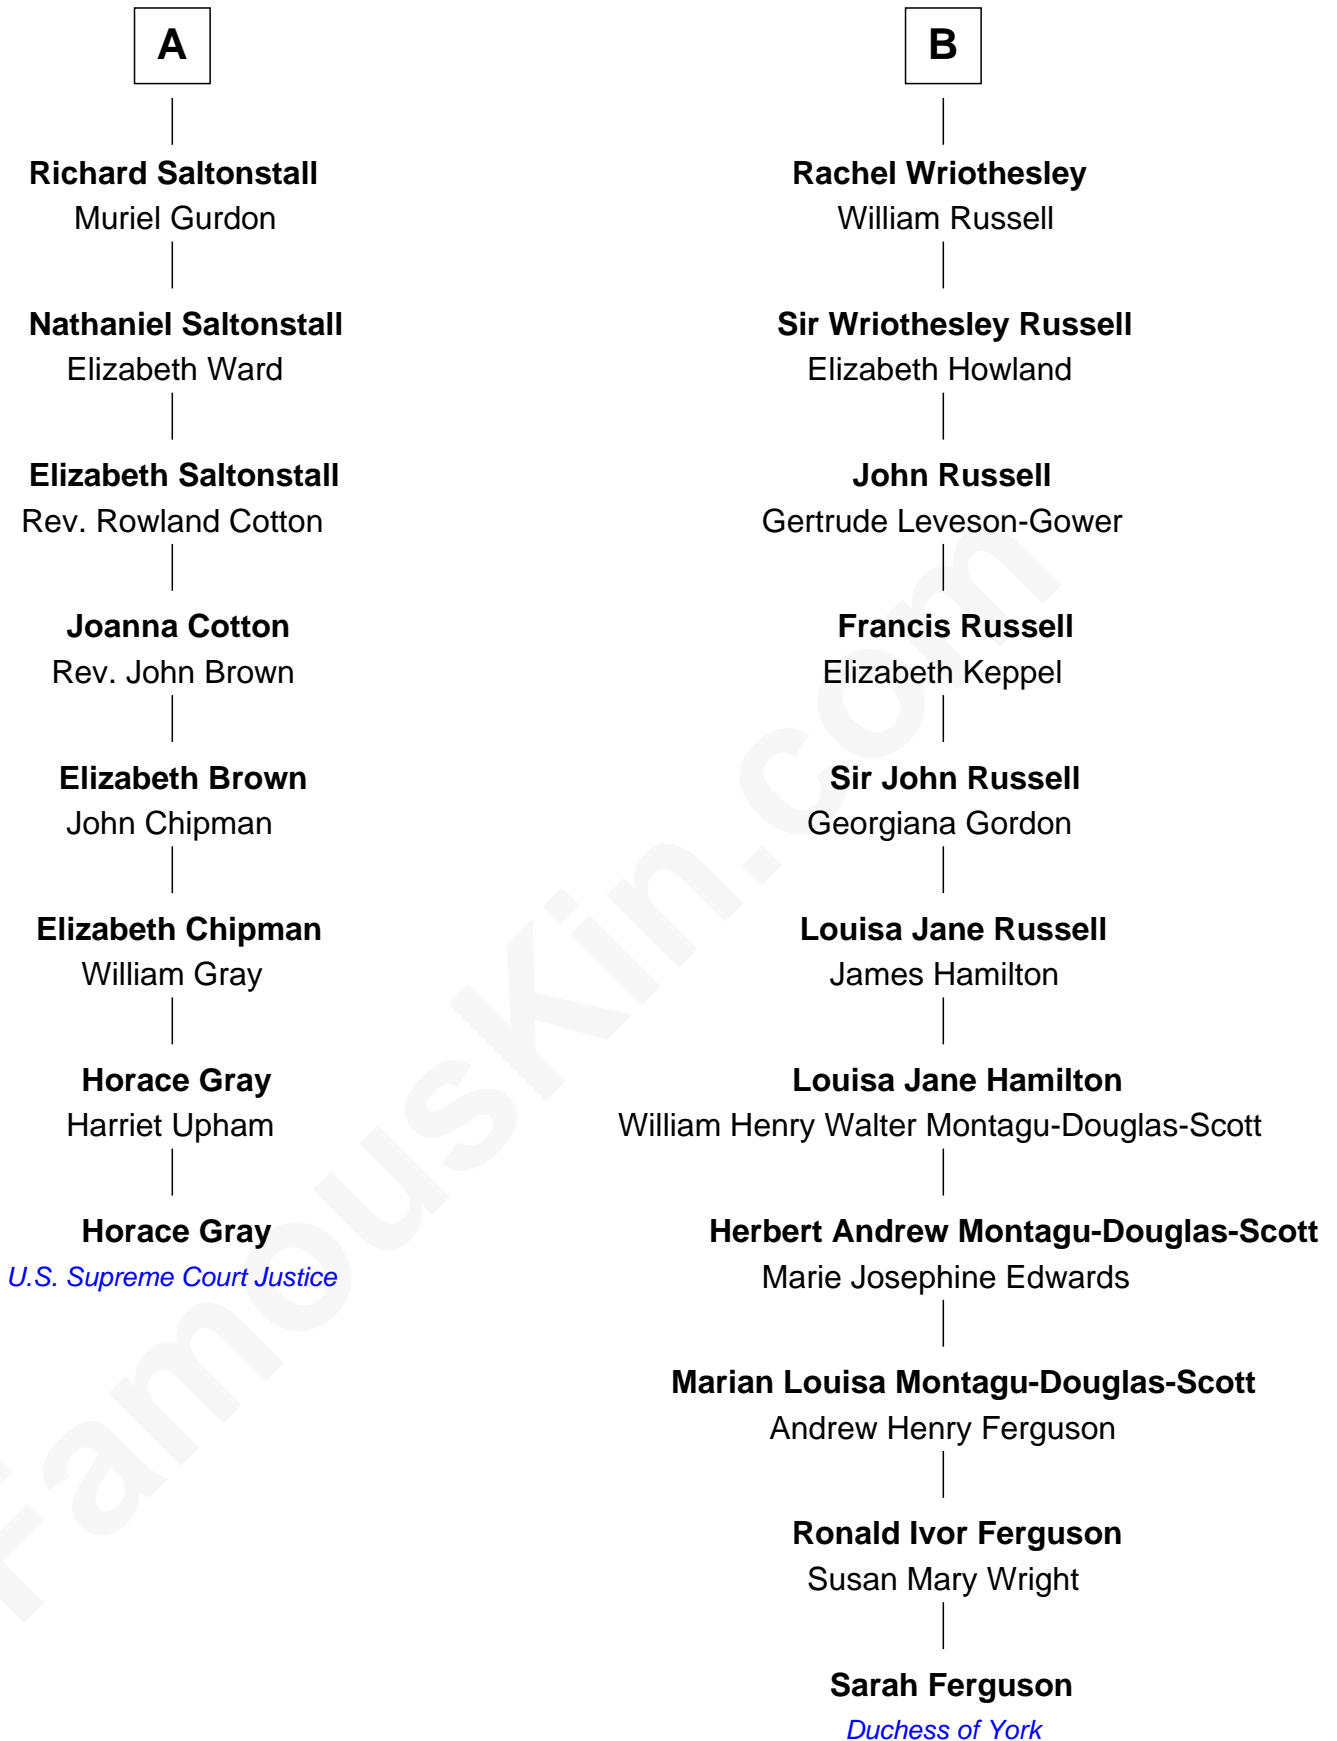 A
Richard Saltonstall
Muriel Gurdon
Nathaniel Saltonstall
Elizabeth Ward
Elizabeth Saltonstall
Rev. Rowland Cotton
Joanna Cotton
Rev. John Brown
Elizabeth Brown
John Chipman
Elizabeth Chipman
William Gray
Horace Gray
Harriet Upham
Horace Gray
U.S. Supreme Court Justice
B
Rachel Wriothesley
William Russell
Sir Wriothesley Russell
Elizabeth Howland
John Russell
Gertrude Leveson-Gower
Francis Russell
Elizabeth Keppel
Sir John Russell
Georgiana Gordon
Louisa Jane Russell
James Hamilton
Louisa Jane Hamilton
William Henry Walter Montagu-Douglas-Scott
Herbert Andrew Montagu-Douglas-Scott
Marie Josephine Edwards
Marian Louisa Montagu-Douglas-Scott
Andrew Henry Ferguson
Ronald Ivor Ferguson
Susan Mary Wright
Sarah Ferguson
Duchess of York
FamousKin.com